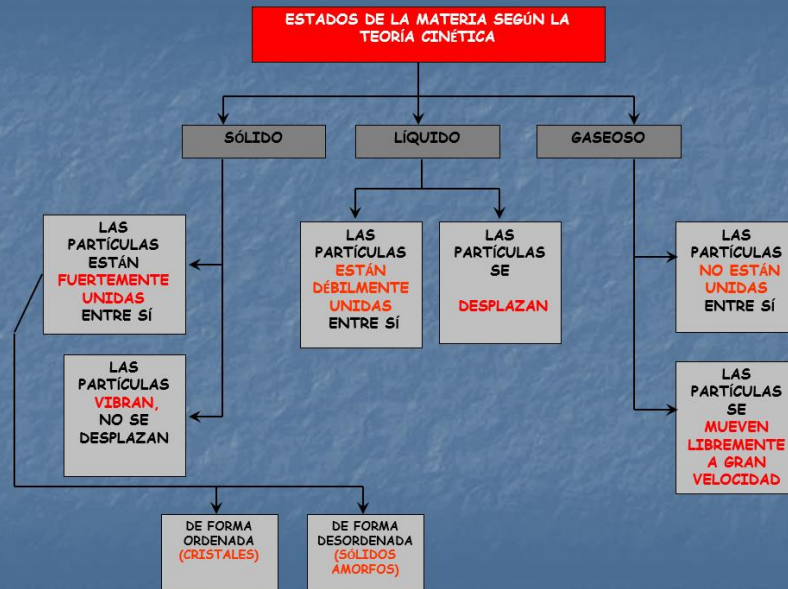 ESTADOS DE LA MATERIA SEGÚN LA
TEORÍA CINÉTICA
SÓLIDO
LÍQUIDO
GASEOSO
LAS
PARTÍCULAS
ESTÁN
FUERTEMENTE
UNIDAS
ENTRE SÍ
LAS
PARTÍCULAS
VIBRAN,
NO SE
DESPLAZAN
DE FORMA
ORDENADA
(CRISTALES)
DE FORMA
DESORDENADA
(SÓLIDOS
AMORFOS)
LAS
PARTÍCULAS
ESTÁN
DÉBILMENTE
UNIDAS
ENTRE SÍ
LAS
PARTÍCULAS
SE
DESPLAZAN
LAS
PARTÍCULAS
NO ESTÁN
UNIDAS
ENTRE SÍ
LAS
PARTÍCULAS
SE
MUEVEN
LIBREMENTE
A GRAN
VELOCIDAD